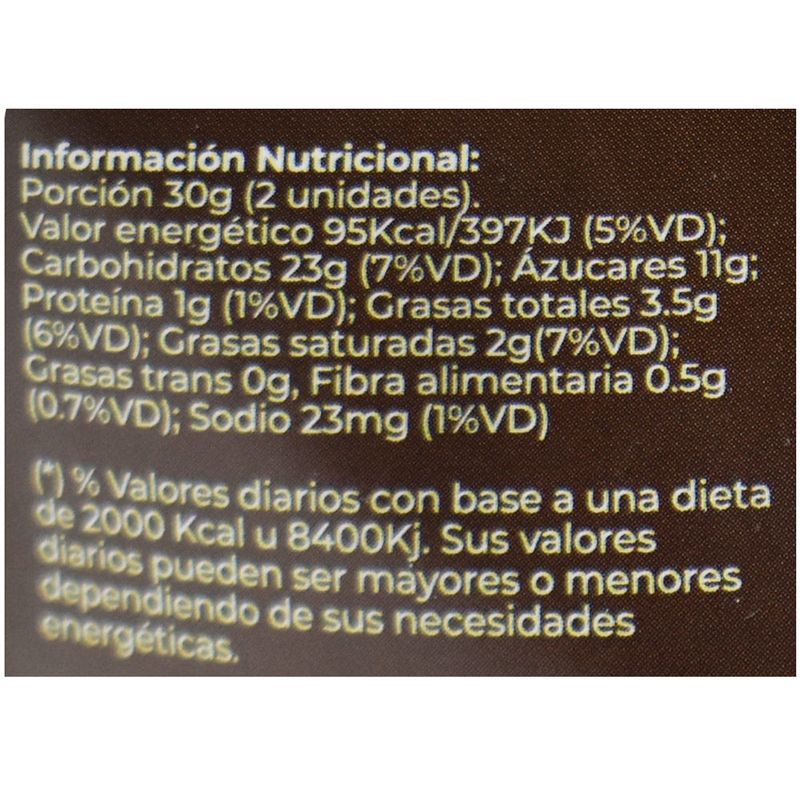 Información Nutricional:
Porción 30g (2 unidades).
Valor energético 95Kcal/397KJ (5%VD);
Carbohidratos 23g (7%VD); Ázucares 11g;
Proteína 1g (1%VD); Grasas totales 3.5g
(6%VD); Grasas saturadas 2g(7%VD);
Grasas trans 0g, Fibra alimentaria 0.5g
(0.7%VD); Sodio 23mg (1%VD)
(*) % Valores diarios con base a una dieta
de 2000 Kcal u 8400Kj. Sus valores
diarios pueden ser máyores o menores
dependiendo de sus necesidades
energéticas.